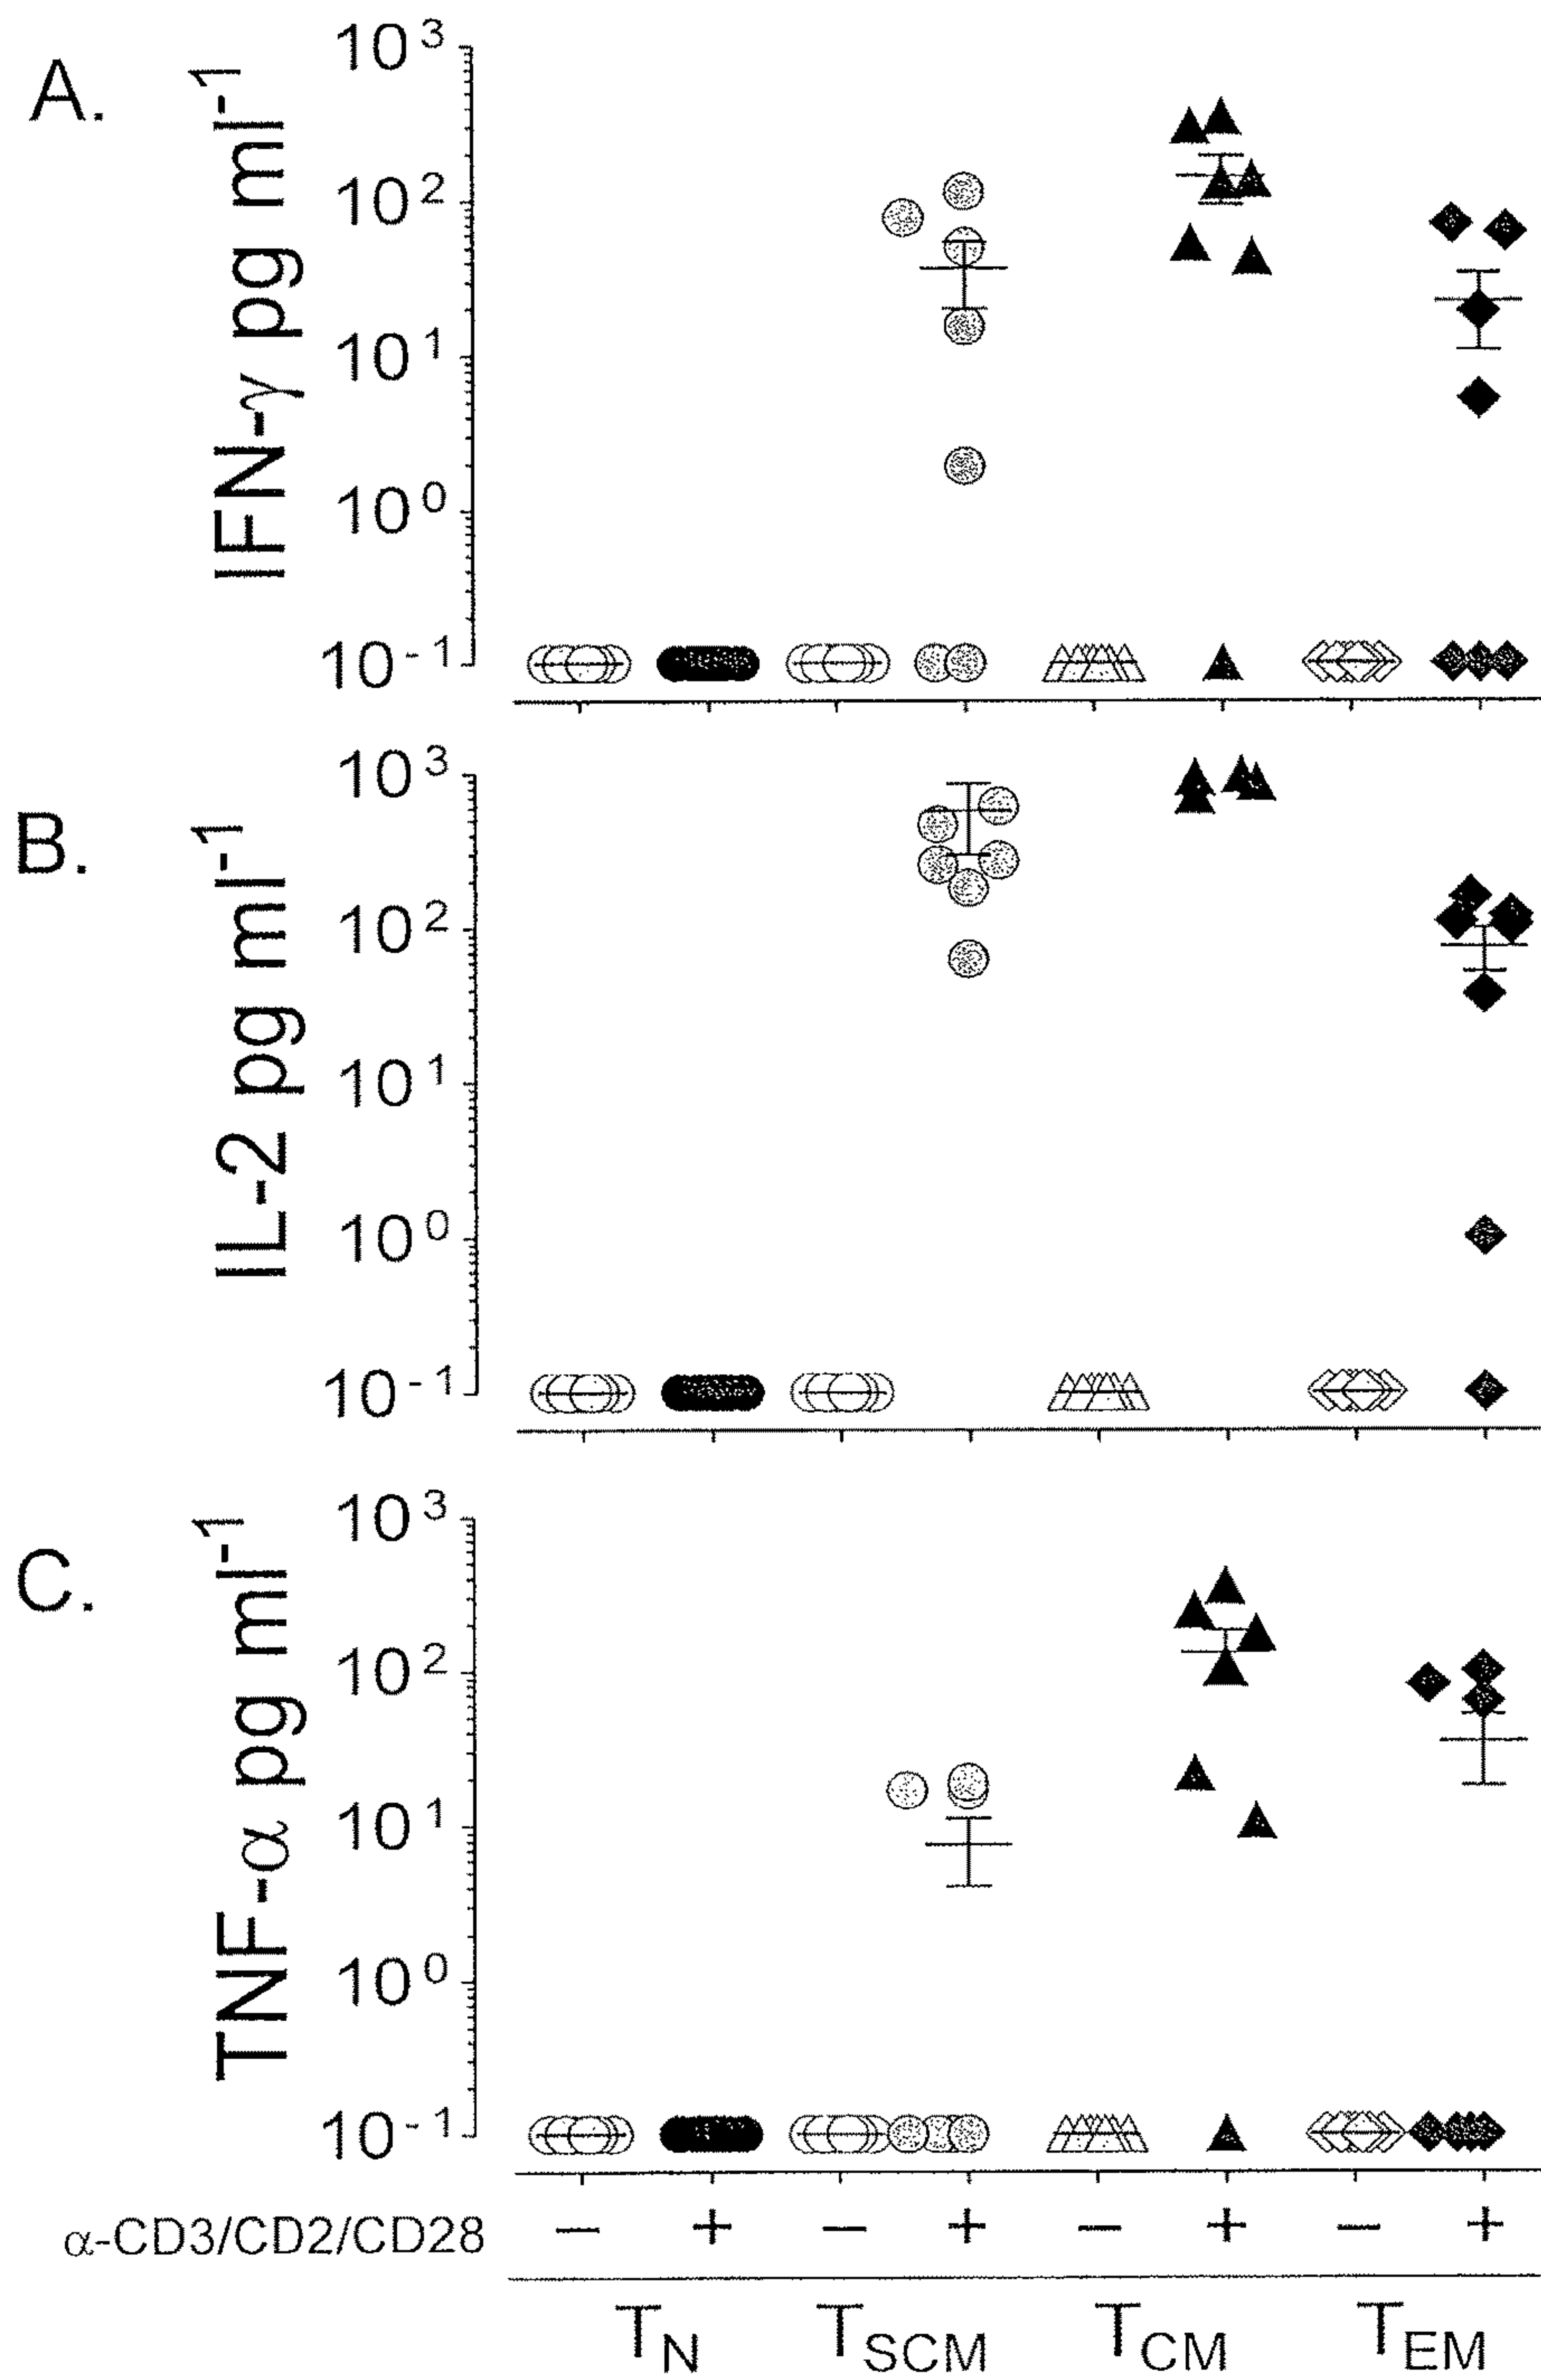 A.
IFN-γ pg ml⁻¹
10³
10²
10¹
10⁰
10⁻¹
B.
IL-2 pg ml⁻¹
10³
10²
10¹
10⁰
10⁻¹
C.
TNF-α pg ml⁻¹
10³
10²
10¹
10⁰
10⁻¹
α-CD3/CD2/CD28 − + − + − + − +
T_N T_SCM T_CM T_EM